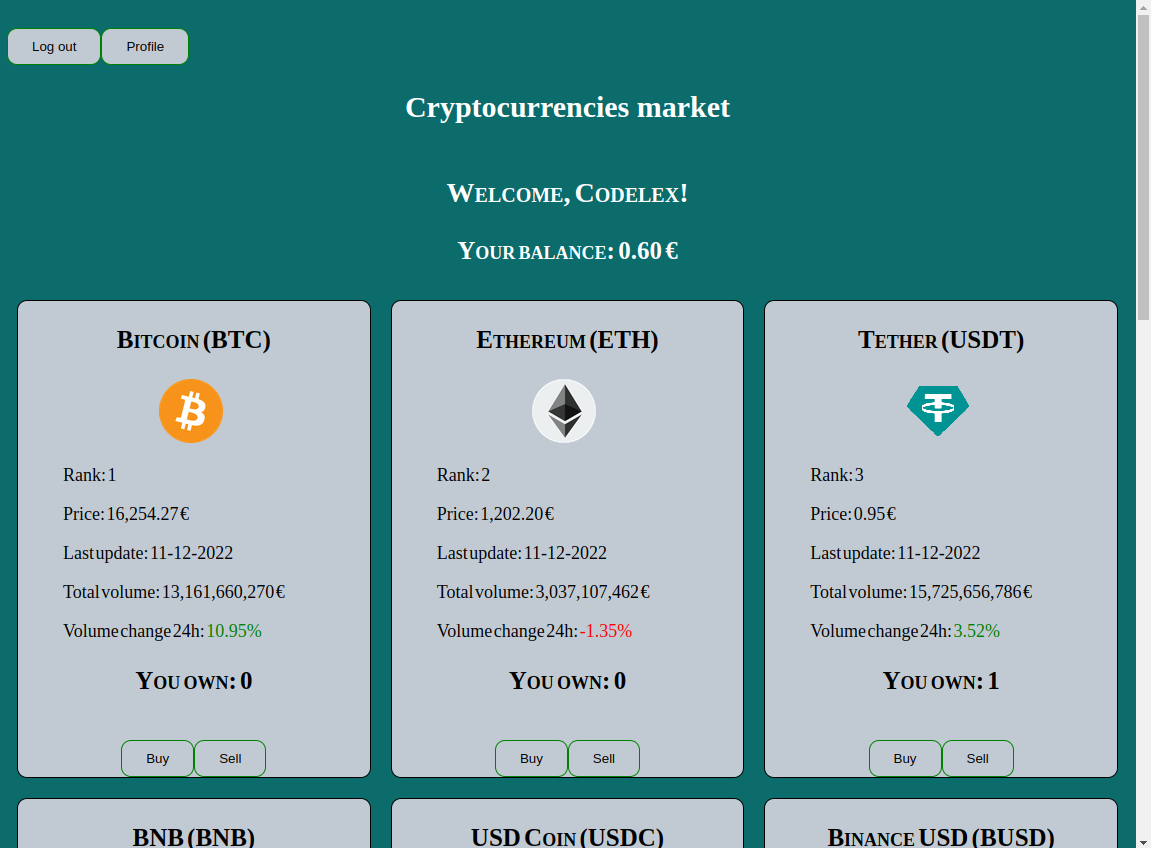 Log out Profile
Cryptocurrencies market
Welcome, Codelex!
Your balance: 0.60 €
Bitcoin (BTC)
Rank: 1
Price: 16,254.27 €
Last update: 11-12-2022
Total volume: 13,161,660,270 €
Volume change 24h: 10.95%
You own: 0
Buy Sell
Ethereum (ETH)
Rank: 2
Price: 1,202.20 €
Last update: 11-12-2022
Total volume: 3,037,107,462 €
Volume change 24h: -1.35%
You own: 0
Buy Sell
Tether (USDT)
Rank: 3
Price: 0.95 €
Last update: 11-12-2022
Total volume: 15,725,656,786 €
Volume change 24h: 3.52%
You own: 1
Buy Sell
BNB (BNB)
USD Coin (USDC)
Binance USD (BUSD)